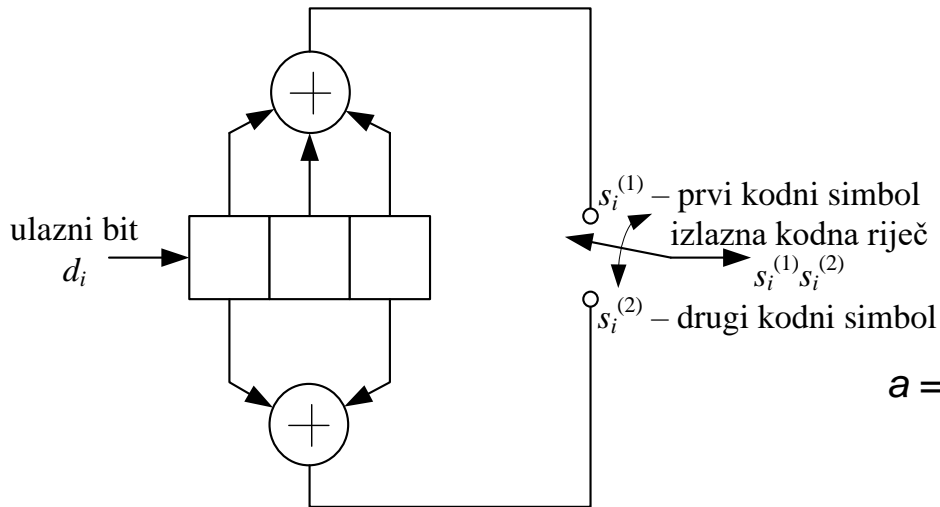 ulazni bit
d_i
s_i^(1) – prvi kodni simbol
izlazna kodna riječ
s_i^(1)s_i^(2)
s_i^(2) – drugi kodni simbol
a =